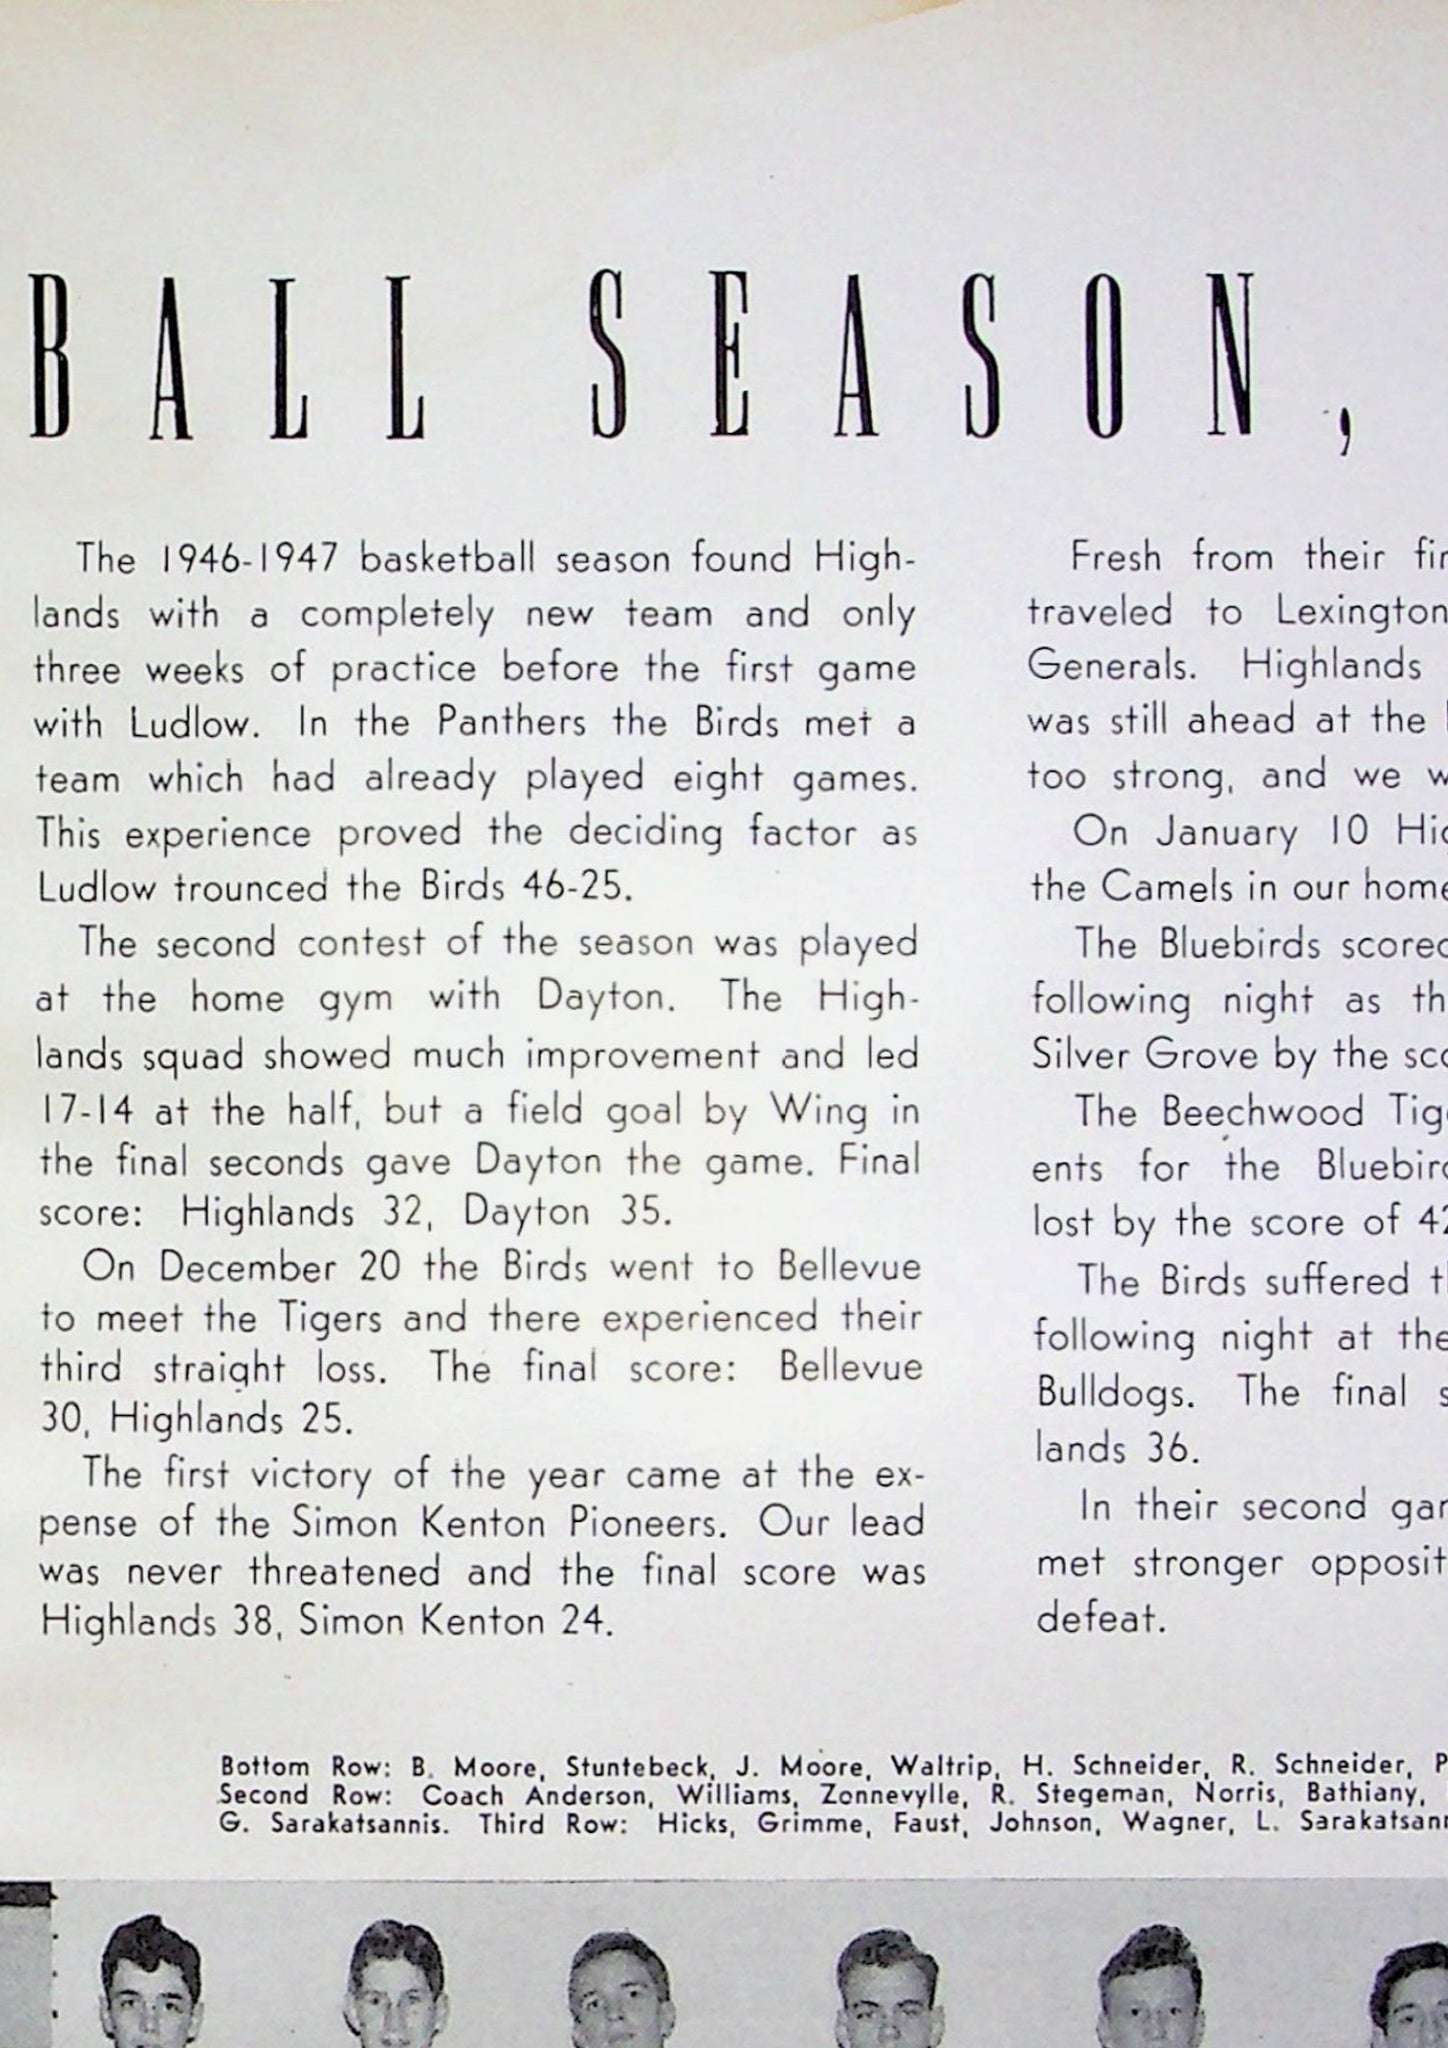 BALL SEASON,
The 1946-1947 basketball season found High-
lands with a completely new team and only
three weeks of practice before the first game
with Ludlow. In the Panthers the Birds met a
team which had already played eight games.
This experience proved the deciding factor as
Ludlow trounced the Birds 46-25.
The second contest of the season was played
at the home gym with Dayton. The High-
lands squad showed much improvement and led
17-14 at the half, but a field goal by Wing in
the final seconds gave Dayton the game. Final
score: Highlands 32, Dayton 35.
On December 20 the Birds went to Bellevue
to meet the Tigers and there experienced their
third straight loss. The final score: Bellevue
30, Highlands 25.
The first victory of the year came at the ex-
pense of the Simon Kenton Pioneers. Our lead
was never threatened and the final score was
Highlands 38, Simon Kenton 24.
Fresh from their
traveled to Lexington
Generals. Highlands
was still ahead at the
too strong, and we
On January 10
the Camels in our home
The Bluebirds scored
following night as
Silver Grove by the
The Beechwood
ents for the
lost by the score of
The Birds suffered
following night at the
Bulldogs. The final
lands 36.
In their second
met stronger
defeat.
Bottom Row: B. Moore, Stuntebeck, J. Moore, Waltrip, H. Schneider, R. Schneider,
Second Row: Coach Anderson, Williams, Zonnevylle, R. Stegeman, Norris, Bathiany,
G. Sarakatsannis. Third Row: Hicks, Grimme, Faust, Johnson, Wagner, L.